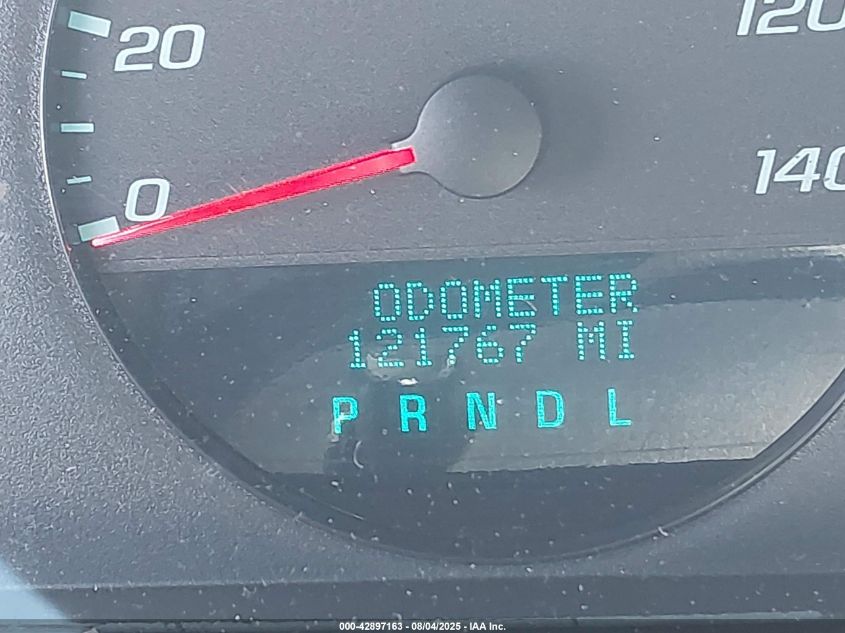 20
120
0
140
ODOMETER
121767 MI
P R N D L
000-42897163 - 08/04/2025 - IAA Inc.